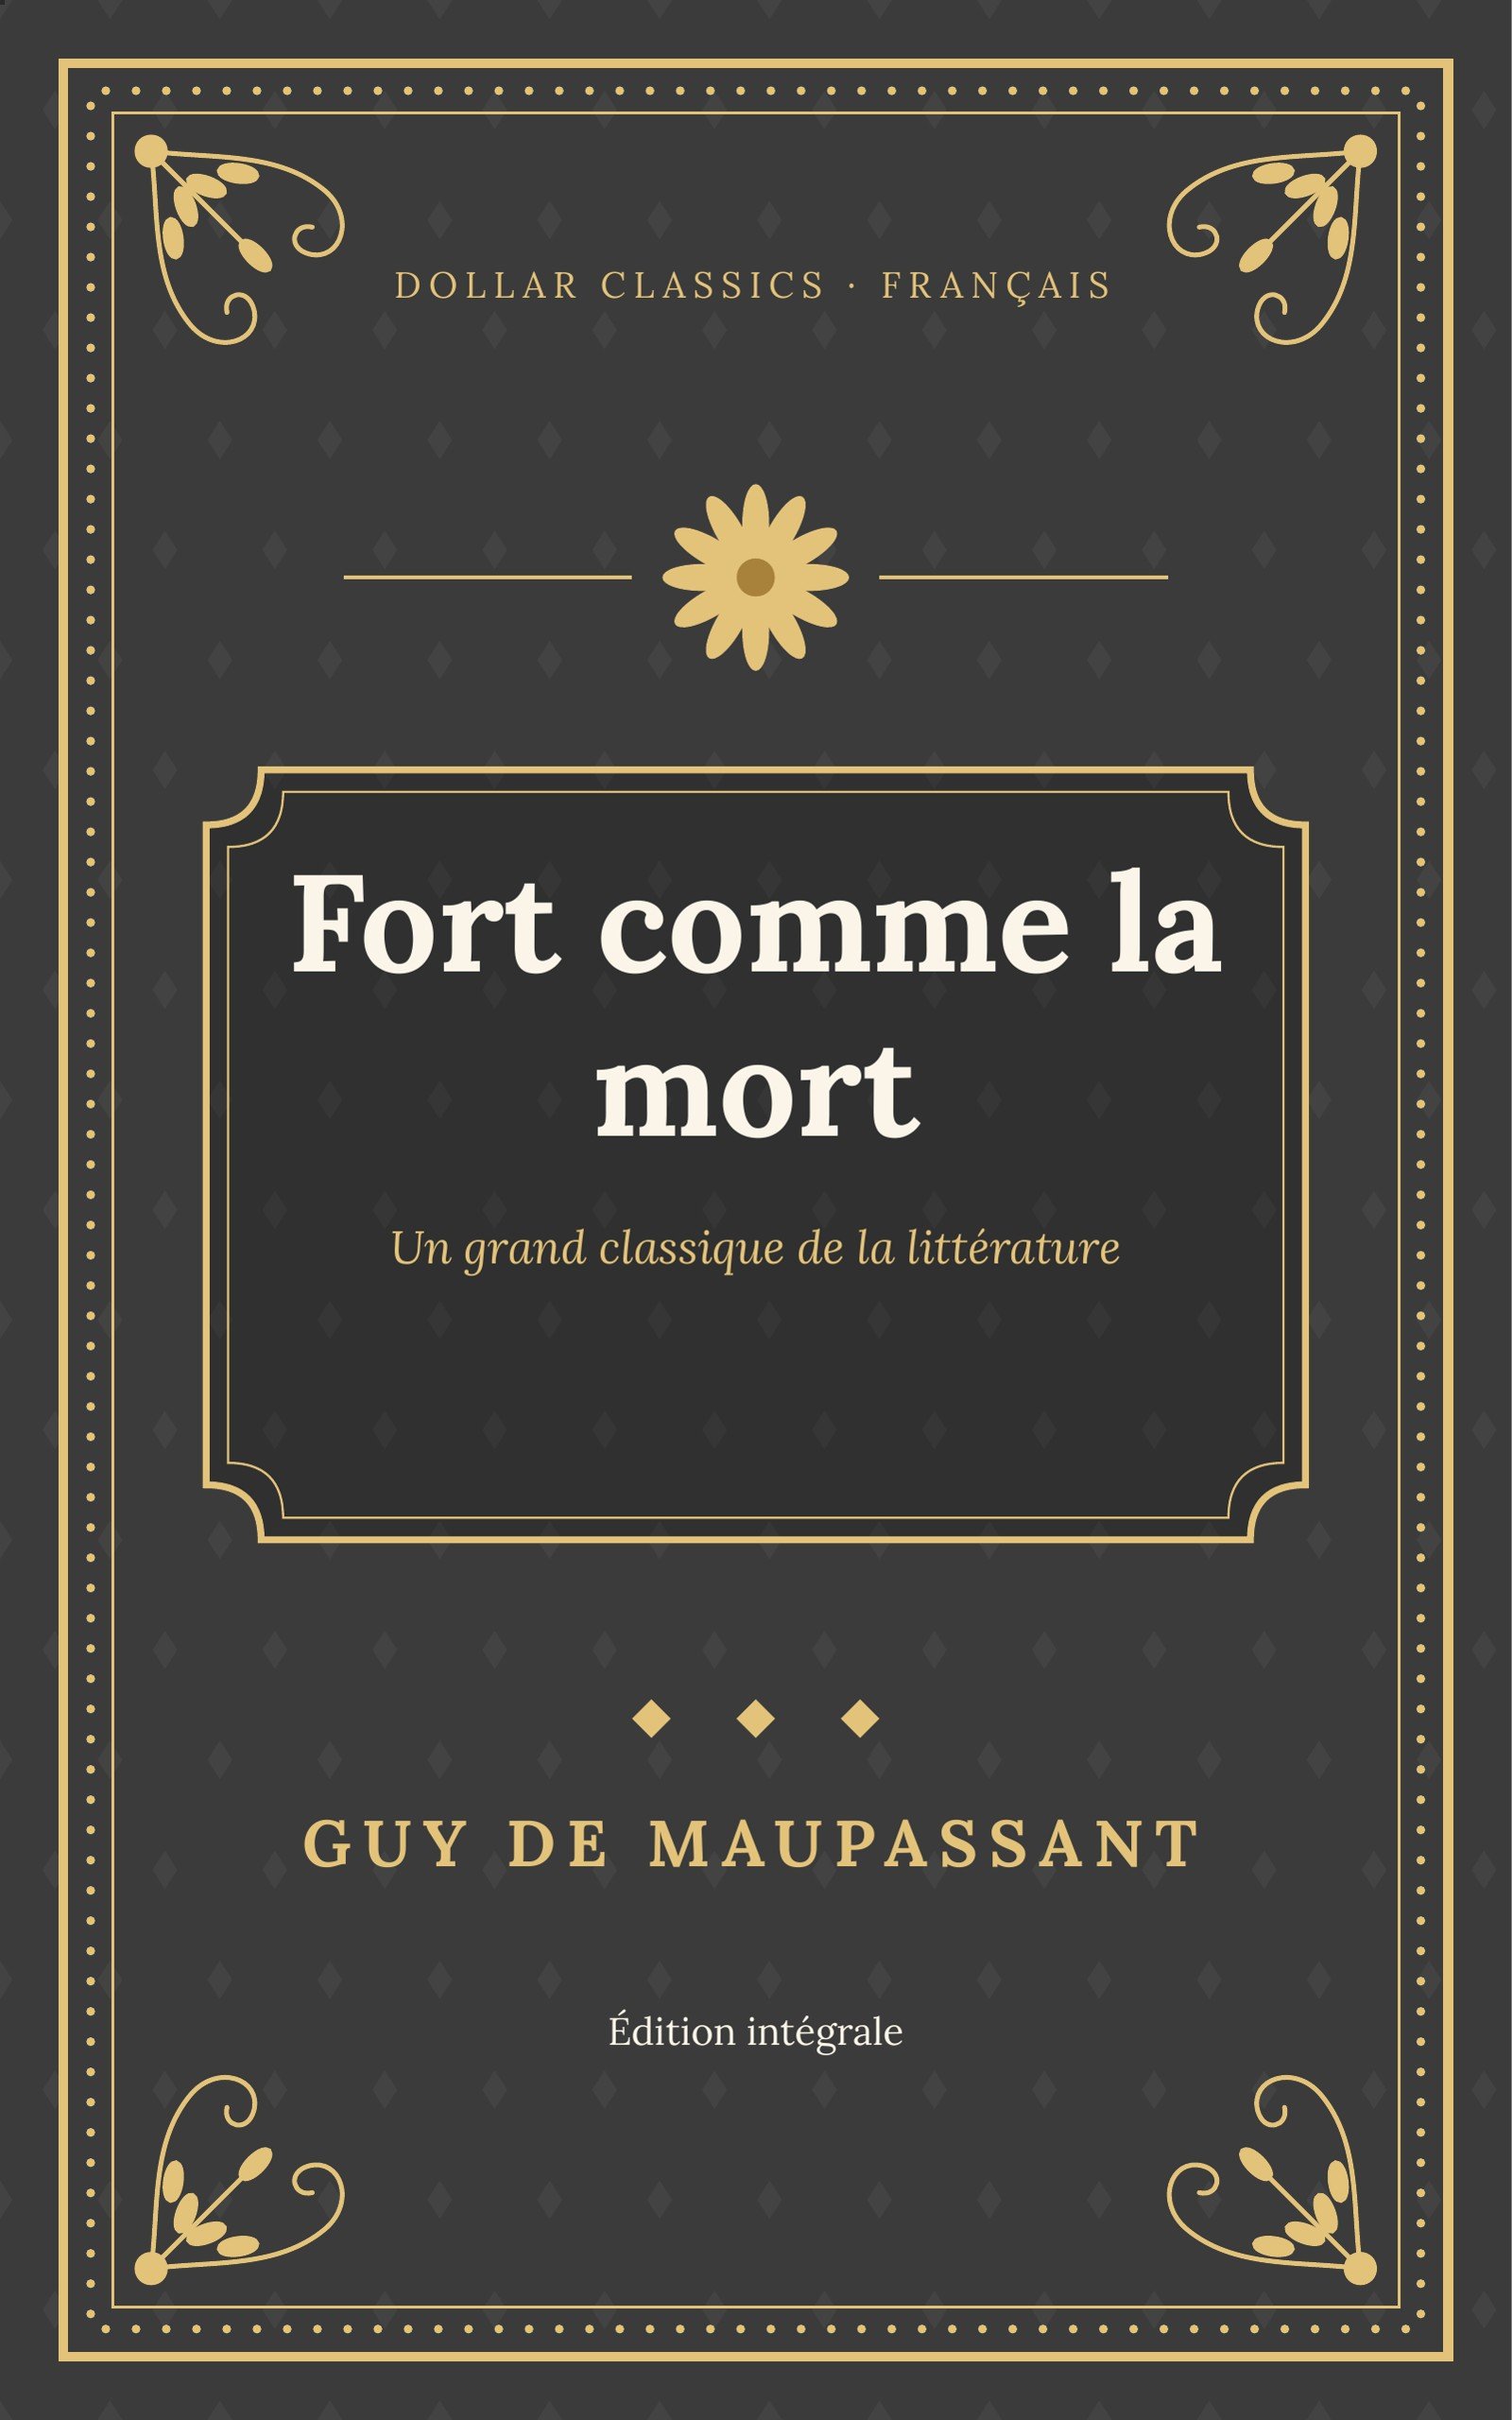 DOLLAR CLASSICS · FRANÇAIS
Fort comme la
mort
Un grand classique de la littérature
GUY DE MAUPASSANT
Édition intégrale